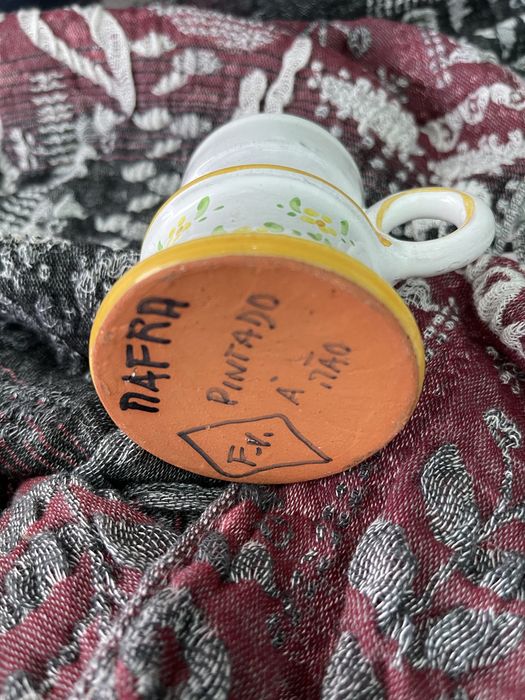 MAFRA
PINTADO
À
MÃO
F.P.